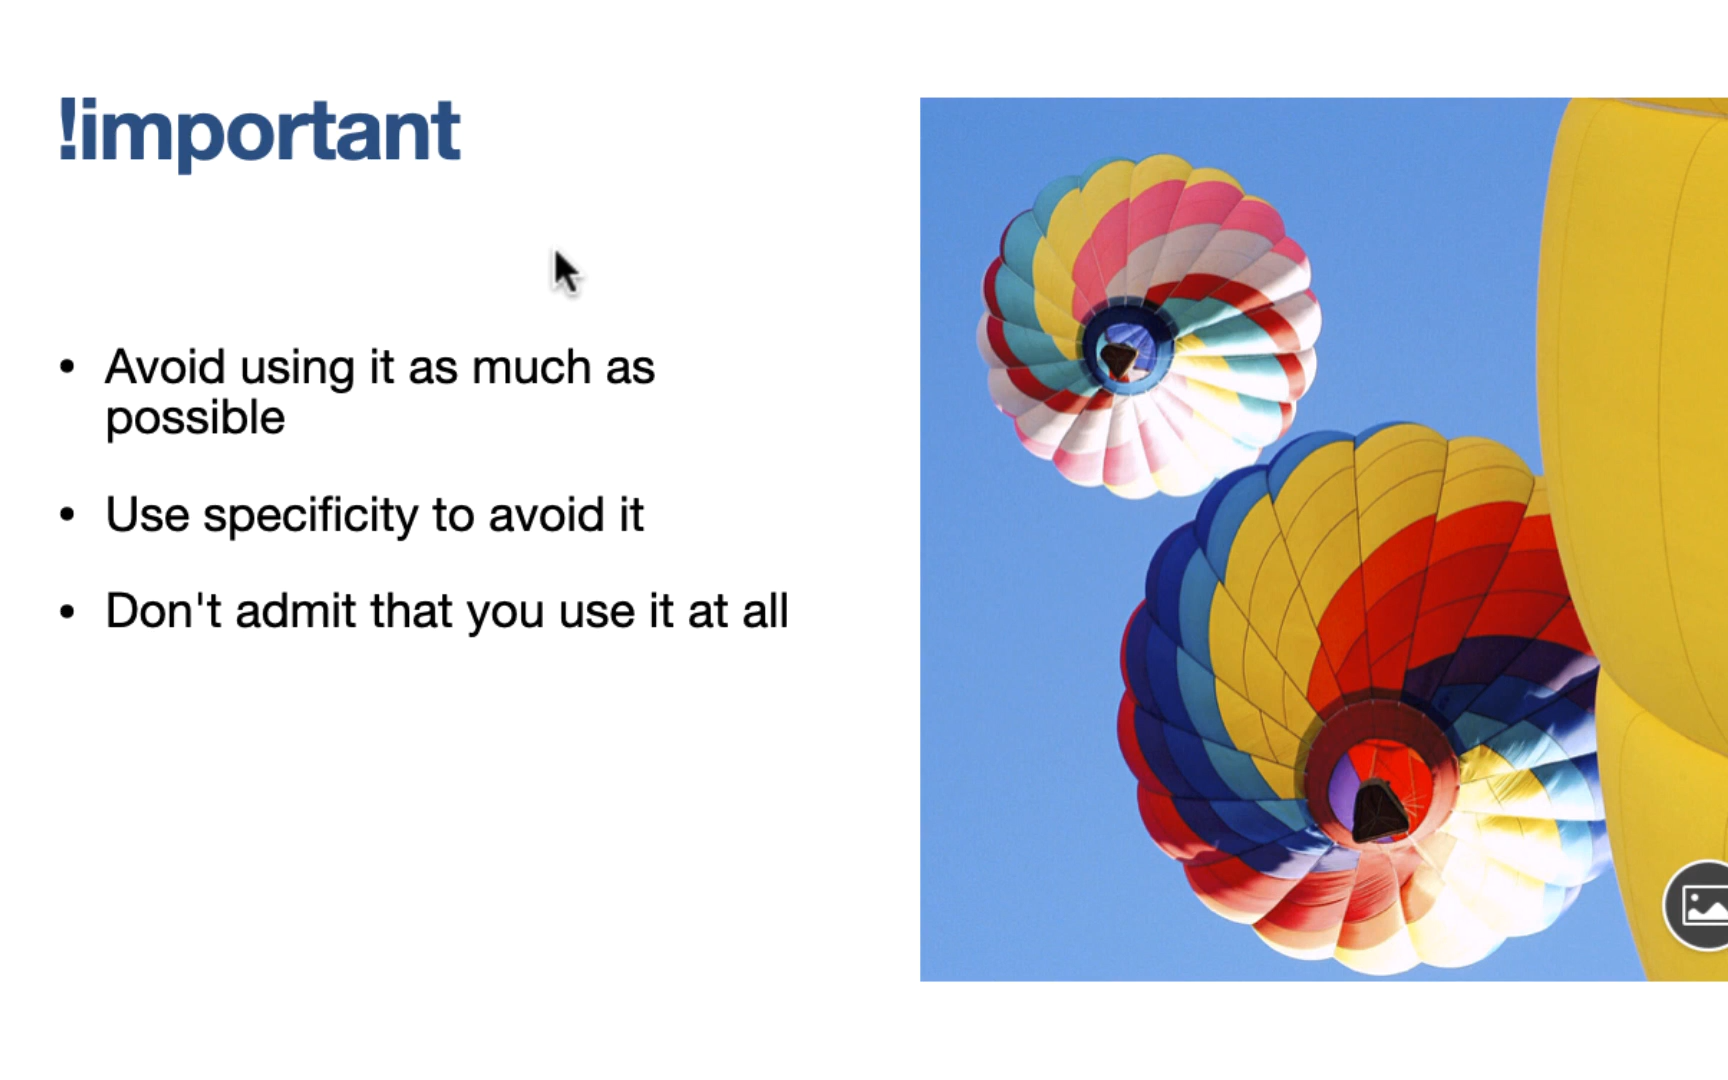 !important
• Avoid using it as much as
possible
• Use specificity to avoid it
• Don't admit that you use it at all